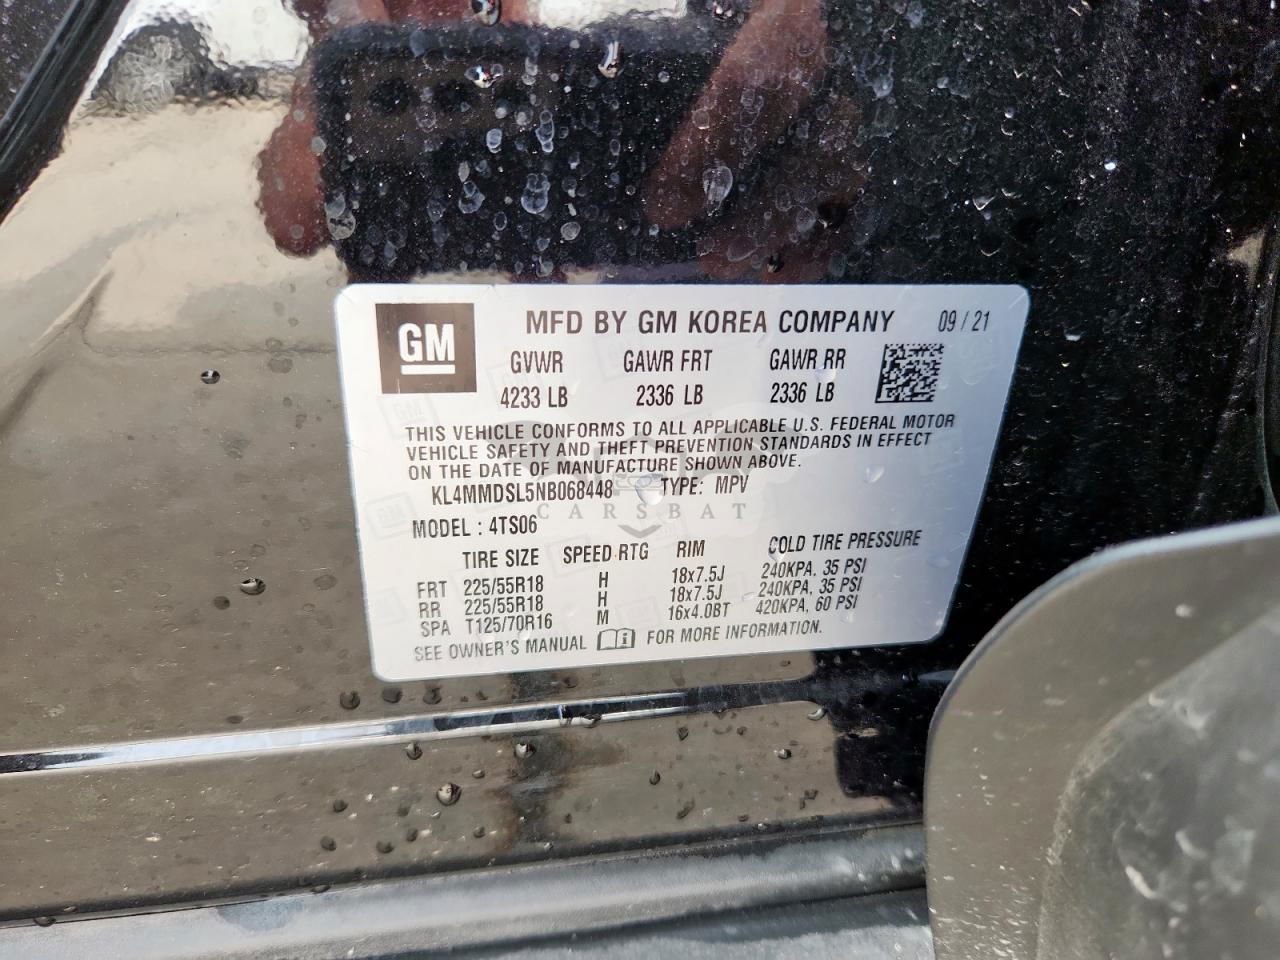 GM
MFD BY GM KOREA COMPANY 09 / 21
GVWR GAWR FRT GAWR RR
4233 LB 2336 LB 2336 LB
THIS VEHICLE CONFORMS TO ALL APPLICABLE U.S. FEDERAL MOTOR
VEHICLE SAFETY AND THEFT PREVENTION STANDARDS IN EFFECT
ON THE DATE OF MANUFACTURE SHOWN ABOVE.
KL4MMDSL5NB068448 TYPE: MPV
CARSBAT
MODEL : 4TS06
TIRE SIZE SPEED RTG RIM COLD TIRE PRESSURE
FRT 225/55R18 H 18x7.5J 240KPA, 35 PSI
RR 225/55R18 H 18x7.5J 240KPA, 35 PSI
SPA T125/70R16 M 16x4.0BT 420KPA, 60 PSI
SEE OWNER'S MANUAL FOR MORE INFORMATION.